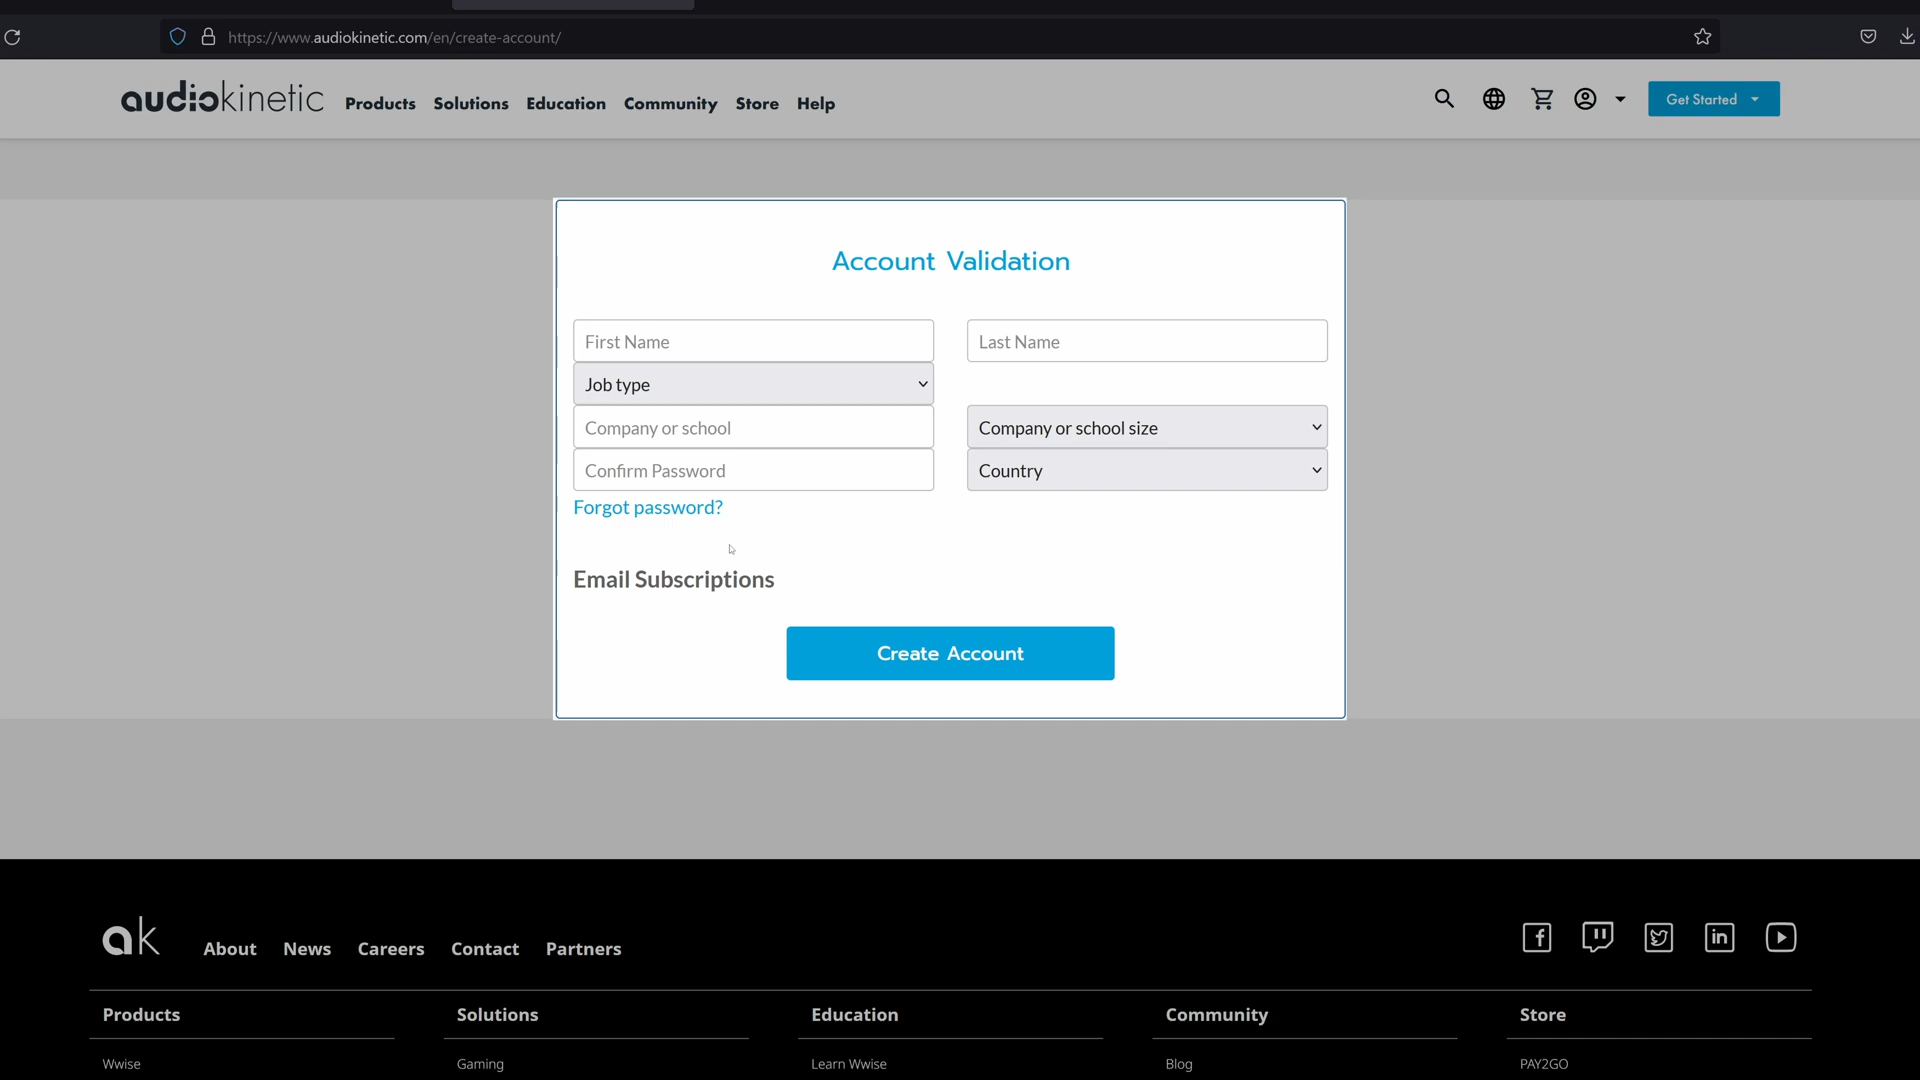 https://www.audiokinetic.com/en/create-account/
audiokinetic Products Solutions Education Community Store Help Get Started
Account Validation
First Name Last Name
Job type
Company or school Company or school size
Confirm Password Country
Forgot password?
Email Subscriptions
Create Account
ak About News Careers Contact Partners
Products Solutions Education Community Store
Wwise Gaming Learn Wwise Blog PAY2GO